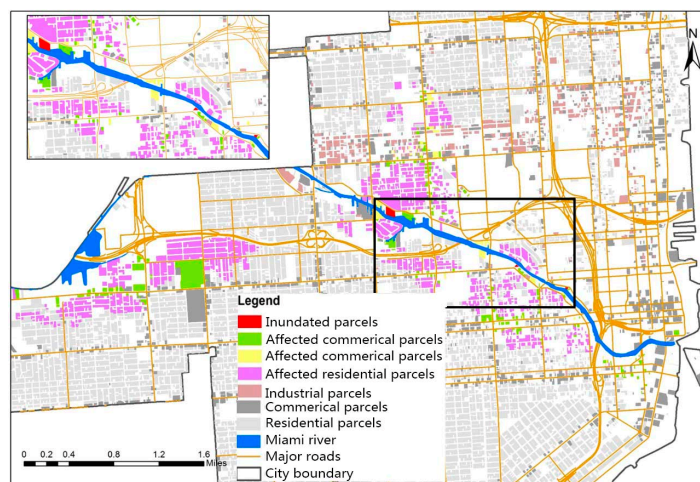 N
Legend
Inundated parcels
Affected commerical parcels
Affected commerical parcels
Affected residential parcels
Industrial parcels
Commerical parcels
Residential parcels
Miami river
Major roads
City boundary
0 0.2 0.4 0.8 1.2 1.6
Miles